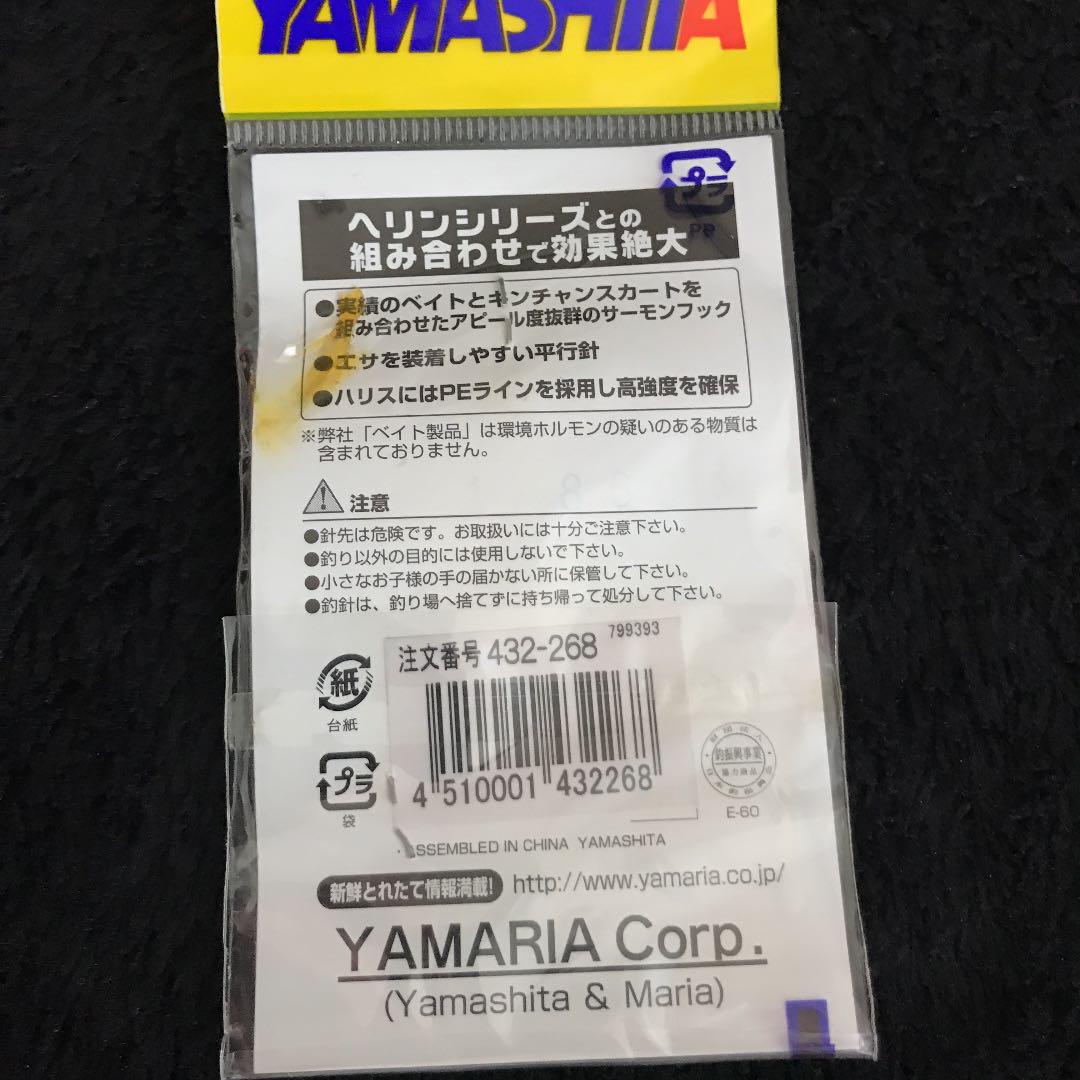 YAMASHITA
プラ
PP
ヘリンシリーズとの
組み合わせで効果絶大
●実績のベイトとキンチャンスカートを
組み合わせたアピール度抜群のサーモンフック
●エサを装着しやすい平行針
●ハリスにはPEラインを採用し高強度を確保
※弊社「ベイト製品」は環境ホルモンの疑いのある物質は
含まれておりません。
注意
●針先は危険です。お取扱いには十分ご注意下さい。
●釣り以外の目的には使用しないで下さい。
●小さなお子様の手の届かない所に保管して下さい。
●釣針は、釣り場へ捨てずに持ち帰って処分して下さい。
799393
注文番号 432-268
紙
台紙
プラ
袋
4 510001 432268
釣振興事業
協力商品
E-60
ASSEMBLED IN CHINA YAMASHITA
新鮮とれたて情報満載! http://www.yamaria.co.jp/
YAMARIA Corp.
(Yamashita & Maria)